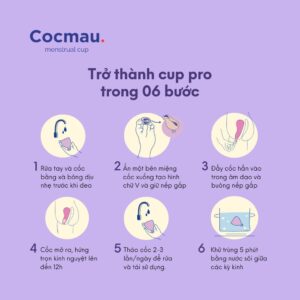 Cocmau.
menstrual cup
Trở thành cup pro
trong 06 bước
1 Rửa tay và cốc
bằng xà bông dịu
nhẹ trước khi đeo
2 Ấn một bên miệng
cốc xuống tạo hình
chữ V và giữ nếp gấp
3 Đẩy cốc hẳn vào
trong âm đạo và
buông nếp gấp
4 Cốc mở ra, hứng
trọn kinh nguyệt lên
đến 12h
5 Tháo cốc 2-3
lần/ngày để rửa
và tái sử dụng.
6 Khử trùng 5 phút
bằng nước sôi giữa
các kỳ kinh